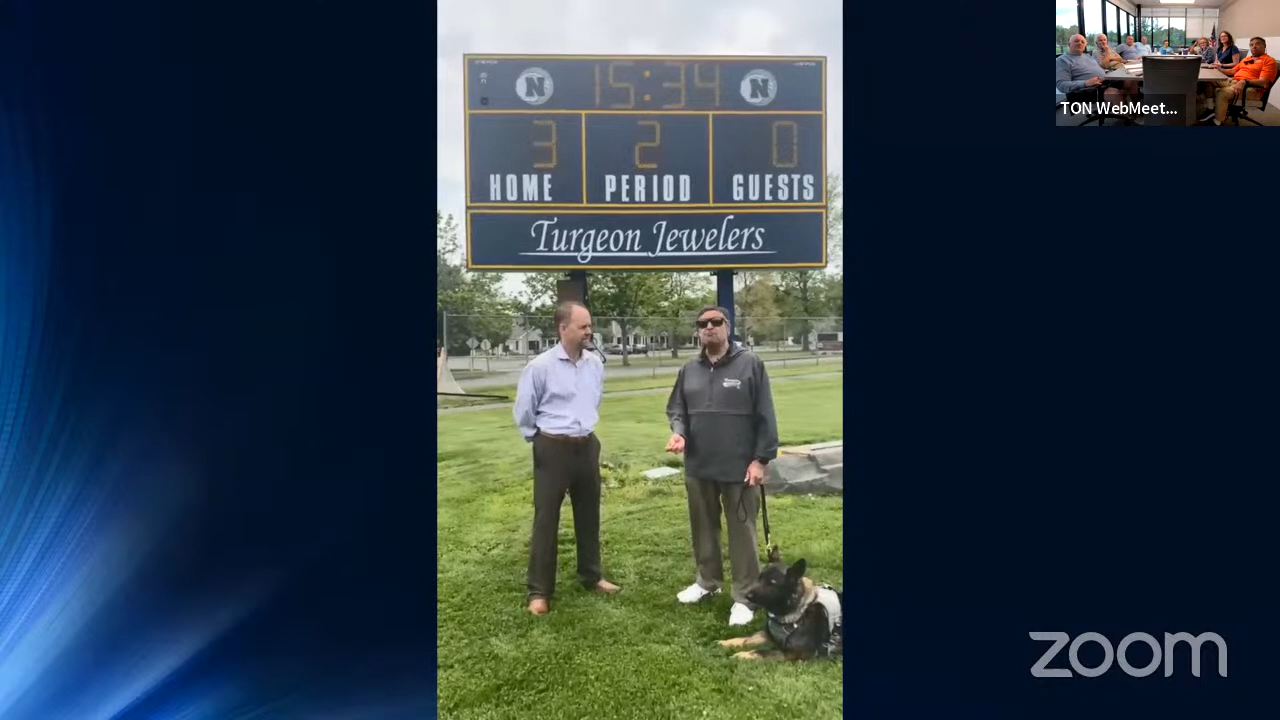 N 15:34 N
3 2 0
HOME PERIOD GUESTS
Turgeon Jewelers
TON WebMeet...
zoom